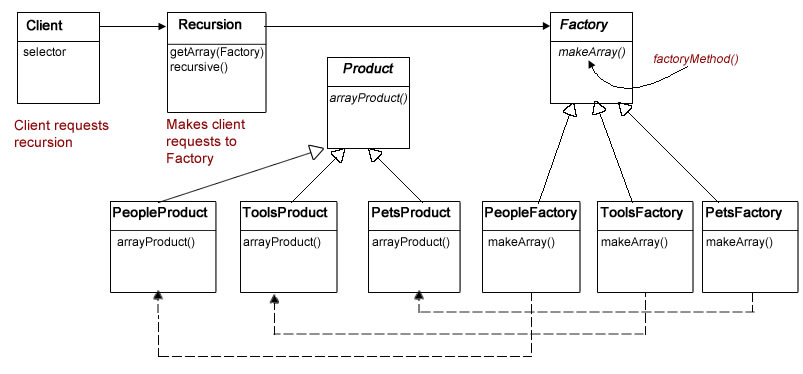 Client
selector
Client requests
recursion
Recursion
getArray(Factory)
recursive()
Makes client
requests to
Factory
Product
arrayProduct()
Factory
makeArray()
factoryMethod()
PeopleProduct
arrayProduct()
ToolsProduct
arrayProduct()
PetsProduct
arrayProduct()
PeopleFactory
makeArray()
ToolsFactory
makeArray()
PetsFactory
makeArray()